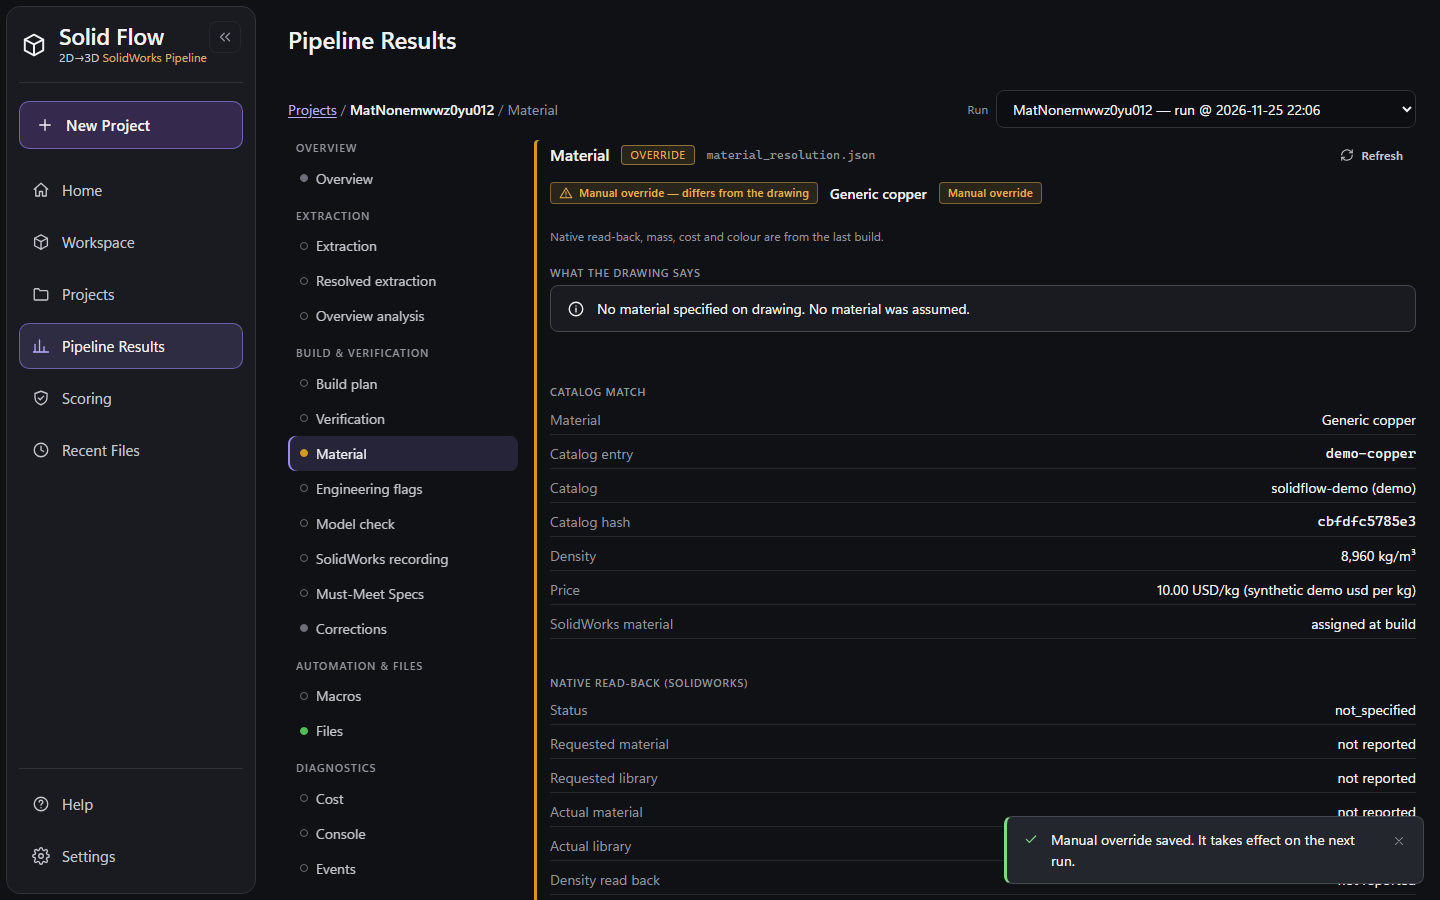 Solid Flow
2D→3D SolidWorks Pipeline
New Project
Home
Workspace
Projects
Pipeline Results
Scoring
Recent Files
Help
Settings
Pipeline Results
Projects / MatNonemwwz0yu012 / Material
Run
MatNonemwwz0yu012 — run @ 2026-11-25 22:06
OVERVIEW
Overview
EXTRACTION
Extraction
Resolved extraction
Overview analysis
BUILD & VERIFICATION
Build plan
Verification
Material
Engineering flags
Model check
SolidWorks recording
Must-Meet Specs
Corrections
AUTOMATION & FILES
Macros
Files
DIAGNOSTICS
Cost
Console
Events
Material OVERRIDE material_resolution.json
Refresh
Manual override — differs from the drawing Generic copper Manual override
Native read-back, mass, cost and colour are from the last build.
WHAT THE DRAWING SAYS
No material specified on drawing. No material was assumed.
CATALOG MATCH
Material Generic copper
Catalog entry demo-copper
Catalog solidflow-demo (demo)
Catalog hash cbfdfc5785e3
Density 8,960 kg/m³
Price 10.00 USD/kg (synthetic demo usd per kg)
SolidWorks material assigned at build
NATIVE READ-BACK (SOLIDWORKS)
Status not_specified
Requested material not reported
Requested library not reported
Actual material not reported
Actual library
Density read back not reported
Manual override saved. It takes effect on the next
run.